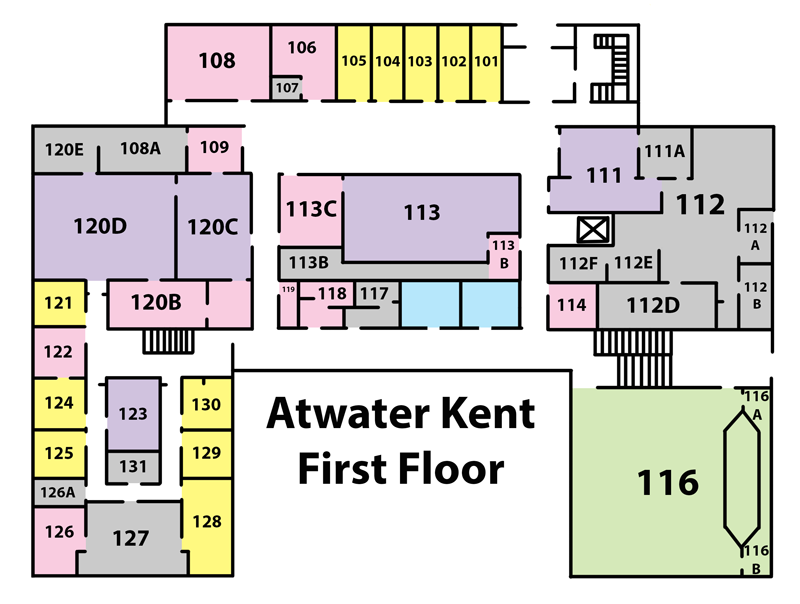 108
106
107
105
104
103
102
101
120E
108A
109
111
111A
120D
120C
113C
113
112
112
A
113B
113
B
112F
112E
112
B
121
120B
119
118
117
114
112D
122
124
123
130
116
A
125
131
129
126A
126
127
128
Atwater Kent
First Floor
116
116
B